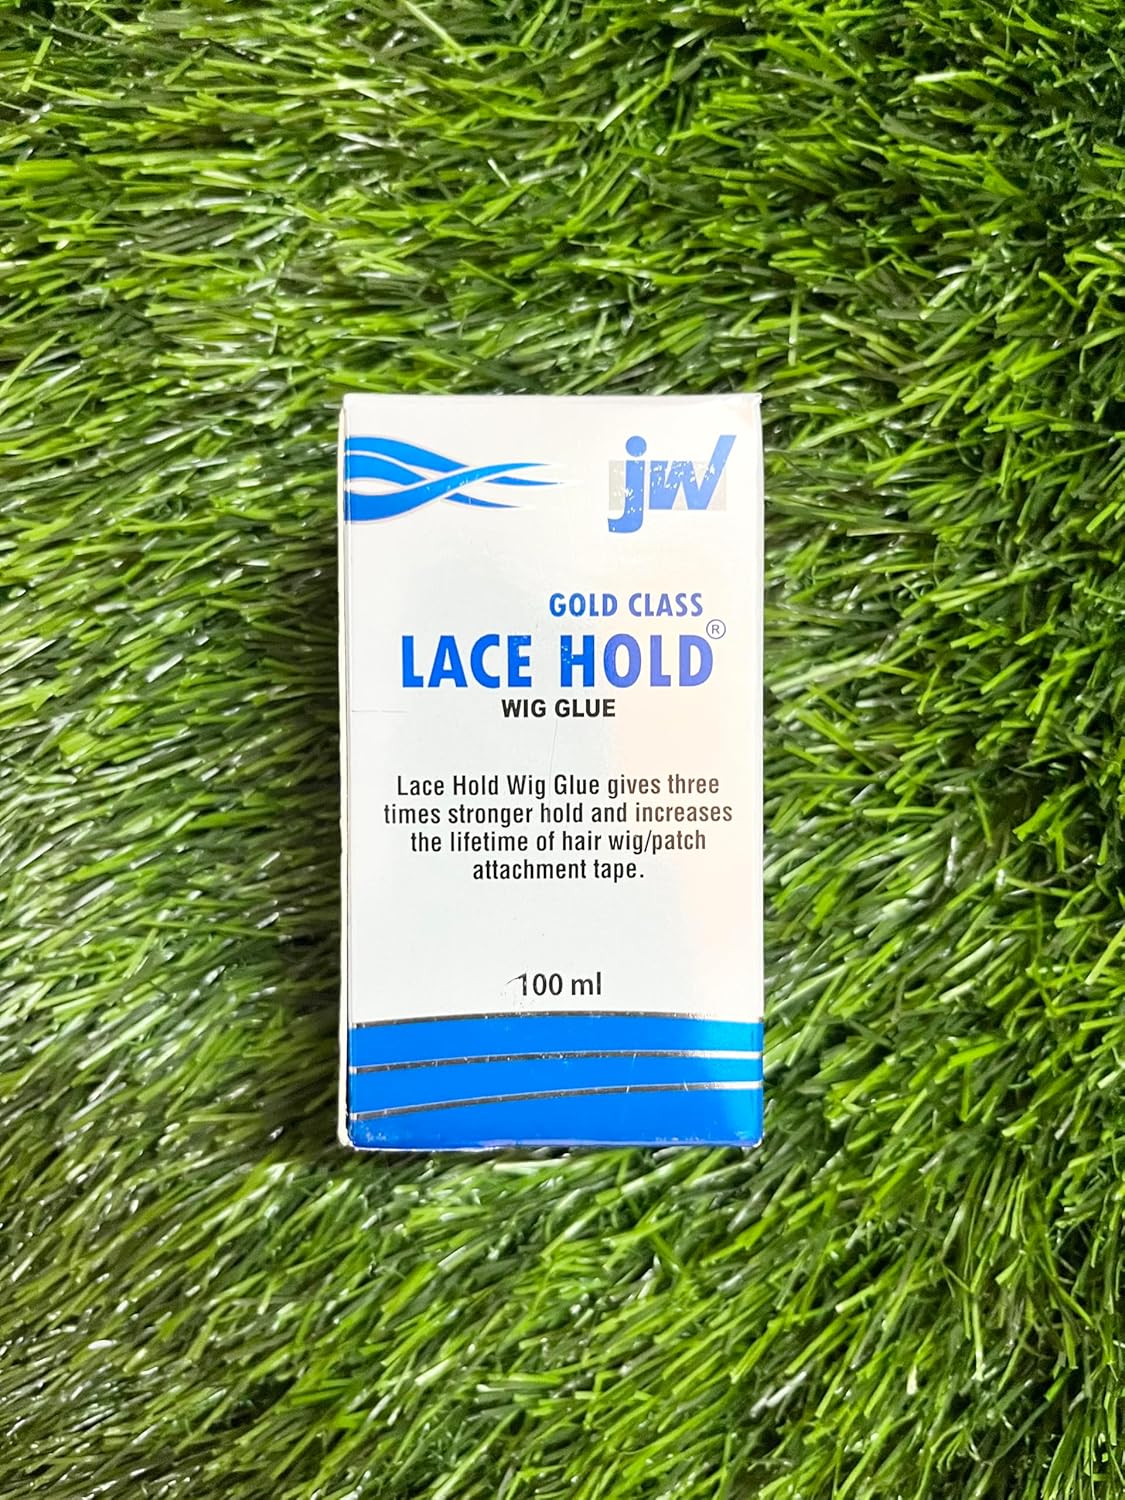 jw
GOLD CLASS
LACE HOLD®
WIG GLUE
Lace Hold Wig Glue gives three
times stronger hold and increases
the lifetime of hair wig/patch
attachment tape.
100 ml